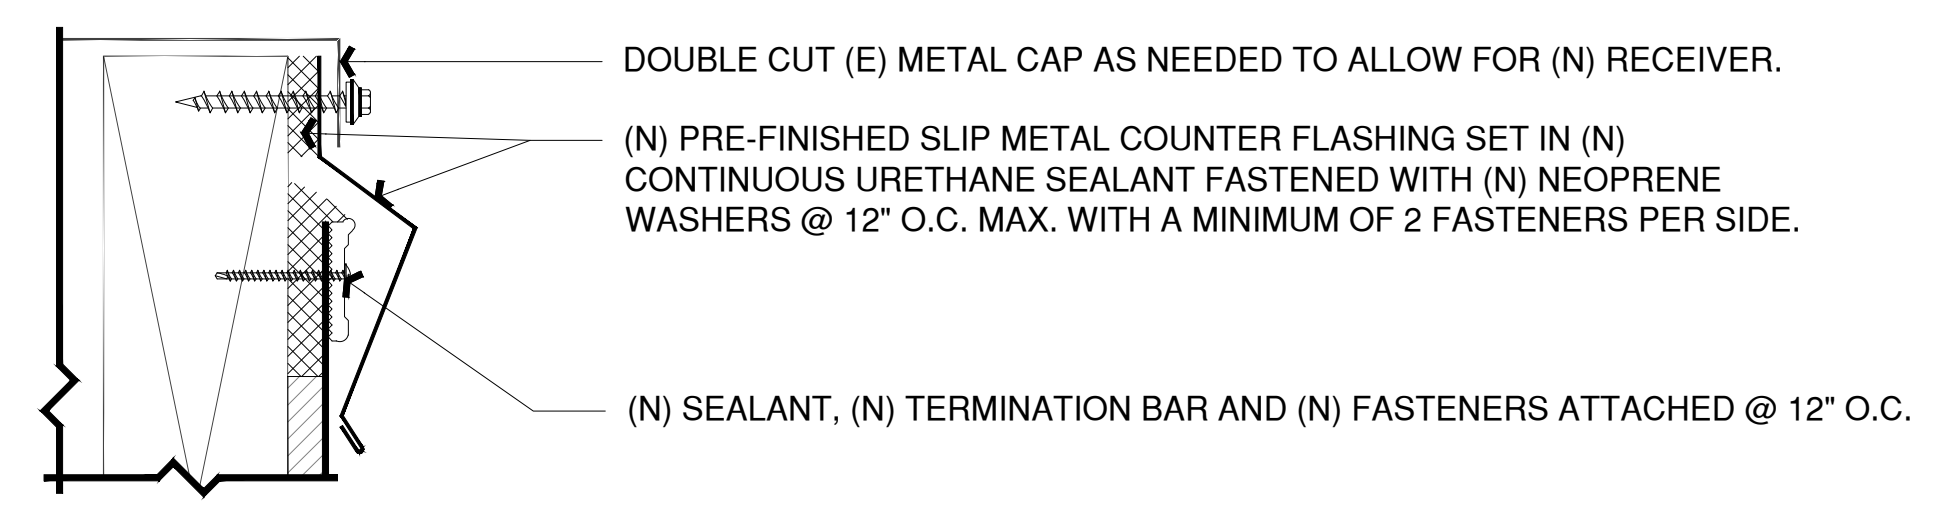 DOUBLE CUT (E) METAL CAP AS NEEDED TO ALLOW FOR (N) RECEIVER.
(N) PRE-FINISHED SLIP METAL COUNTER FLASHING SET IN (N)
CONTINUOUS URETHANE SEALANT FASTENED WITH (N) NEOPRENE
WASHERS @ 12" O.C. MAX. WITH A MINIMUM OF 2 FASTENERS PER SIDE.
(N) SEALANT, (N) TERMINATION BAR AND (N) FASTENERS ATTACHED @ 12" O.C.